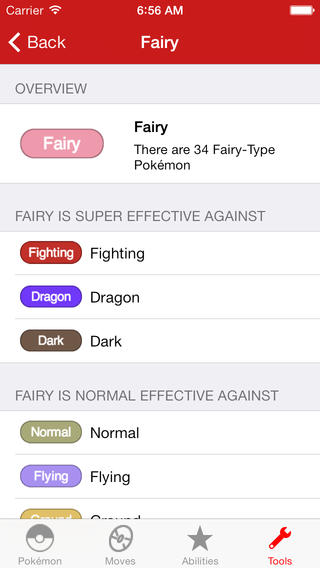 Carrier 6:56 AM
Back Fairy
OVERVIEW
Fairy
Fairy
There are 34 Fairy-Type
Pokémon
FAIRY IS SUPER EFFECTIVE AGAINST
Fighting Fighting
Dragon Dragon
Dark Dark
FAIRY IS NORMAL EFFECTIVE AGAINST
Normal Normal
Flying Flying
Ground Ground
Pokémon Moves Abilities Tools